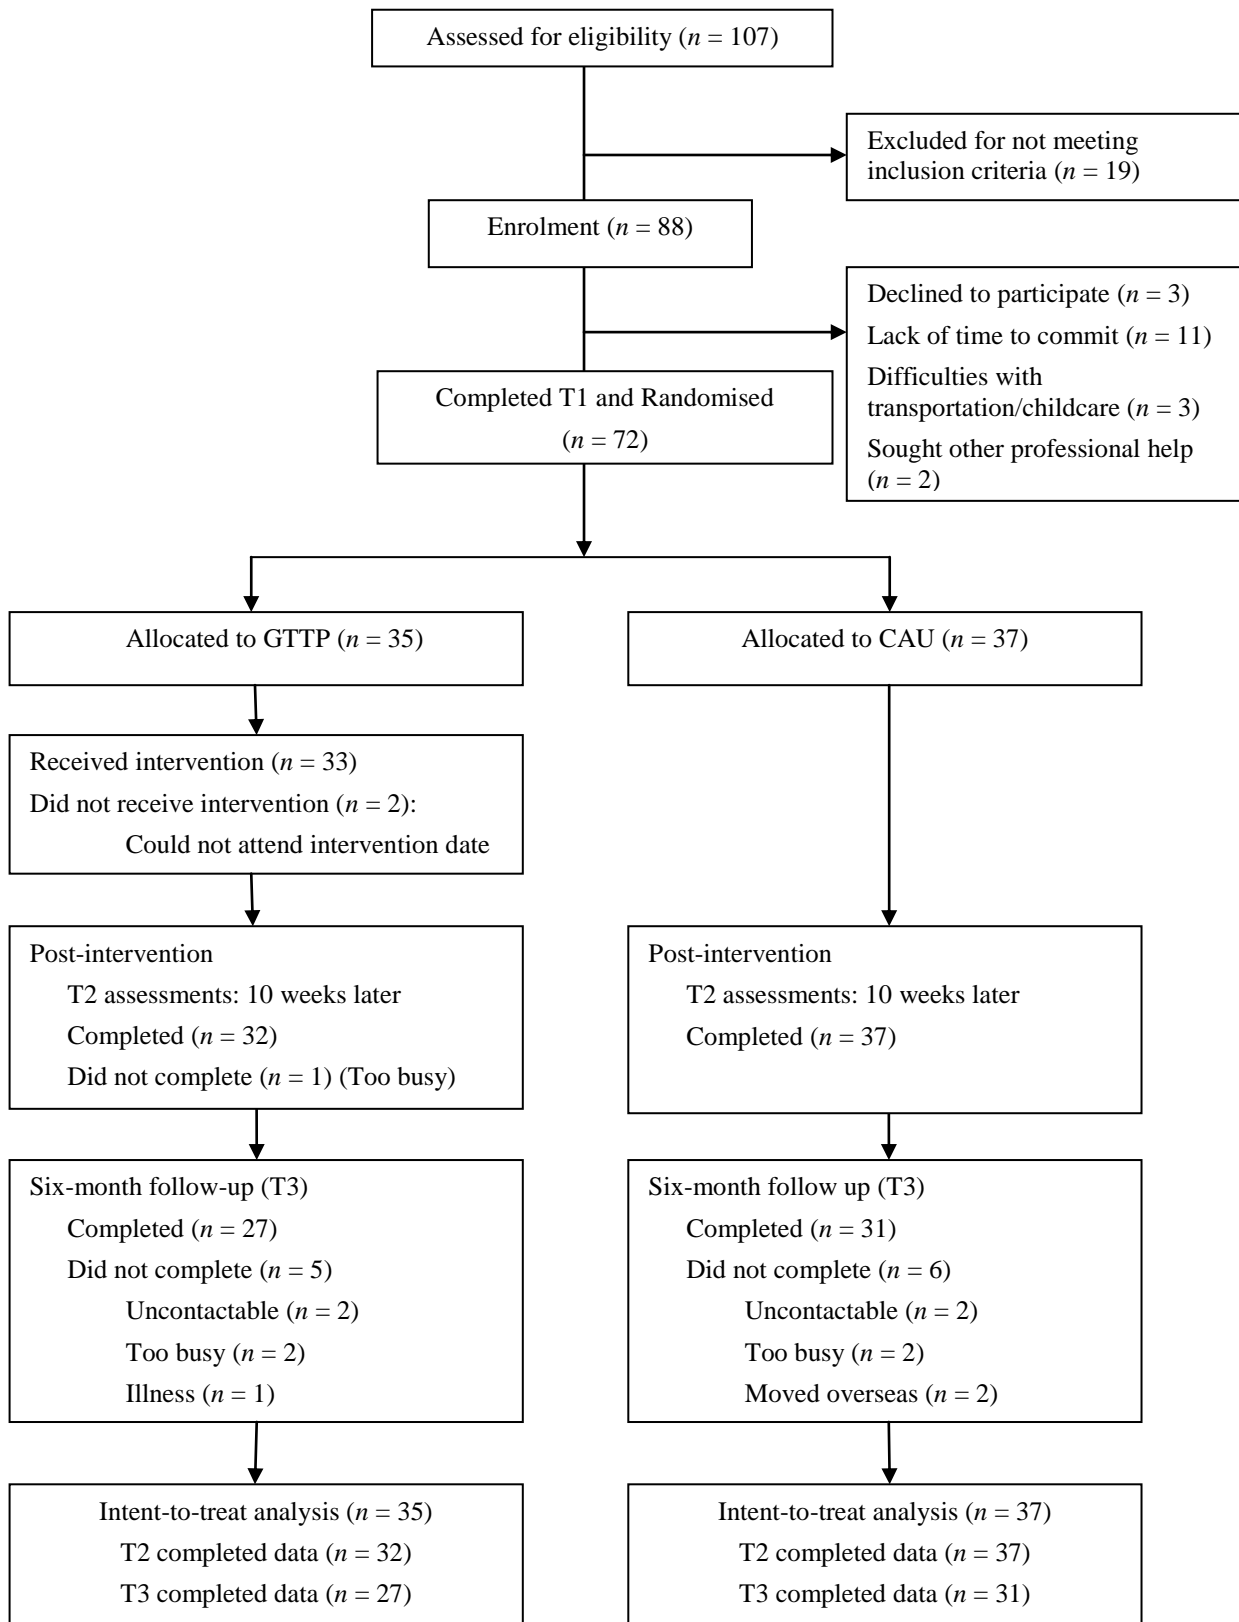 Assessed for eligibility (n = 107)
Excluded for not meeting
inclusion criteria (n = 19)
Enrolment (n = 88)
Declined to participate (n = 3)
Lack of time to commit (n = 11)
Difficulties with
transportation/childcare (n = 3)
Sought other professional help
(n = 2)
Completed T1 and Randomised
(n = 72)
Allocated to GTTP (n = 35)
Allocated to CAU (n = 37)
Received intervention (n = 33)
Did not receive intervention (n = 2):
Could not attend intervention date
Post-intervention
T2 assessments: 10 weeks later
Completed (n = 32)
Did not complete (n = 1) (Too busy)
Post-intervention
T2 assessments: 10 weeks later
Completed (n = 37)
Six-month follow-up (T3)
Completed (n = 27)
Did not complete (n = 5)
Uncontactable (n = 2)
Too busy (n = 2)
Illness (n = 1)
Six-month follow up (T3)
Completed (n = 31)
Did not complete (n = 6)
Uncontactable (n = 2)
Too busy (n = 2)
Moved overseas (n = 2)
Intent-to-treat analysis (n = 35)
T2 completed data (n = 32)
T3 completed data (n = 27)
Intent-to-treat analysis (n = 37)
T2 completed data (n = 37)
T3 completed data (n = 31)